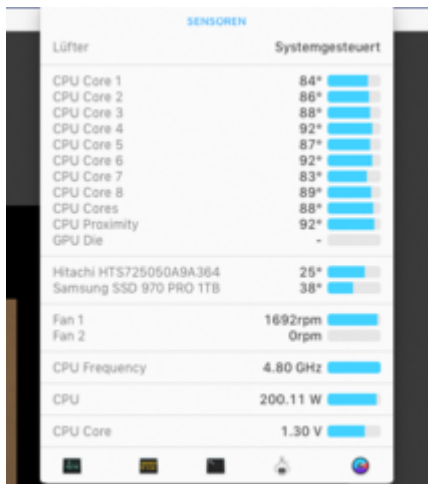 SENSOREN
Lüfter Systemgesteuert
CPU Core 1 84°
CPU Core 2 86°
CPU Core 3 88°
CPU Core 4 92°
CPU Core 5 87°
CPU Core 6 92°
CPU Core 7 83°
CPU Core 8 89°
CPU Cores 88°
CPU Proximity 92°
GPU Die -
Hitachi HTS725050A9A364 25°
Samsung SSD 970 PRO 1TB 38°
Fan 1 1692rpm
Fan 2 0rpm
CPU Frequency 4.80 GHz
CPU 200.11 W
CPU Core 1.30 V